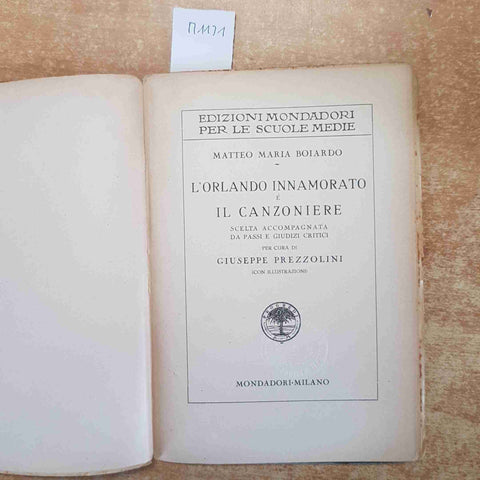 M1171
EDIZIONI MONDADORI
PER LE SCUOLE MEDIE
MATTEO MARIA BOIARDO
L'ORLANDO INNAMORATO
E
IL CANZONIERE
SCELTA ACCOMPAGNATA
DA PASSI E GIUDIZI CRITICI
PER CURA DI
GIUSEPPE PREZZOLINI
(CON ILLUSTRAZIONI)
MONDADORI·MILANO